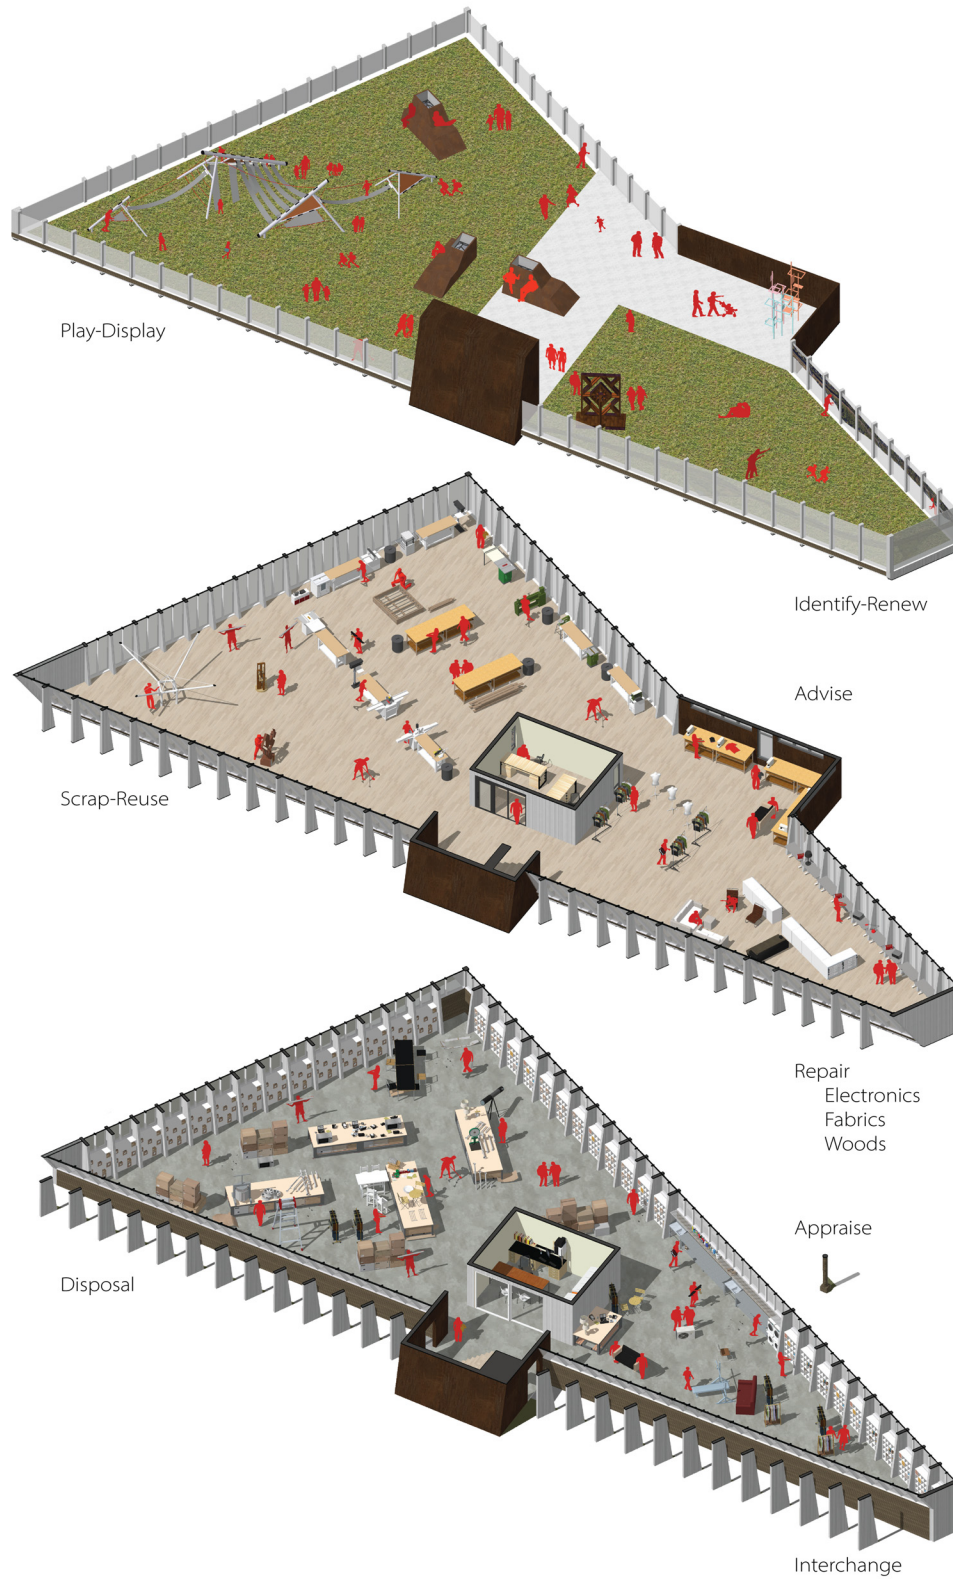 Play-Display
Identify-Renew
Advise
Scrap-Reuse
Repair
Electronics
Fabrics
Woods
Appraise
Disposal
Interchange